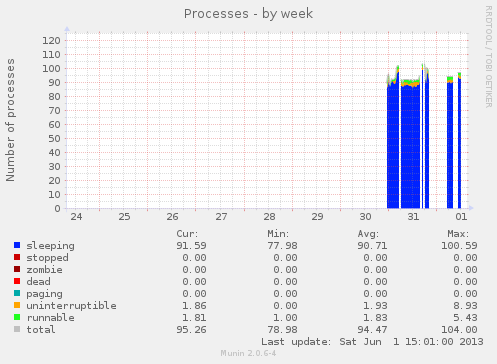 Processes - by week
RRDTOOL / TOBI OETIKER
Number of processes
120
110
100
90
80
70
60
50
40
30
20
10
0
24 25 26 27 28 29 30 31 01
Cur: Min: Avg: Max:
sleeping 91.59 77.98 90.71 100.59
stopped 0.00 0.00 0.00 0.00
zombie 0.00 0.00 0.00 0.00
dead 0.00 0.00 0.00 0.00
paging 0.00 0.00 0.00 0.00
uninterruptible 1.86 0.00 1.93 8.93
runnable 1.81 1.00 1.83 5.43
total 95.26 78.98 94.47 104.00
Last update: Sat Jun 1 15:01:00 2013
Munin 2.0.6-4